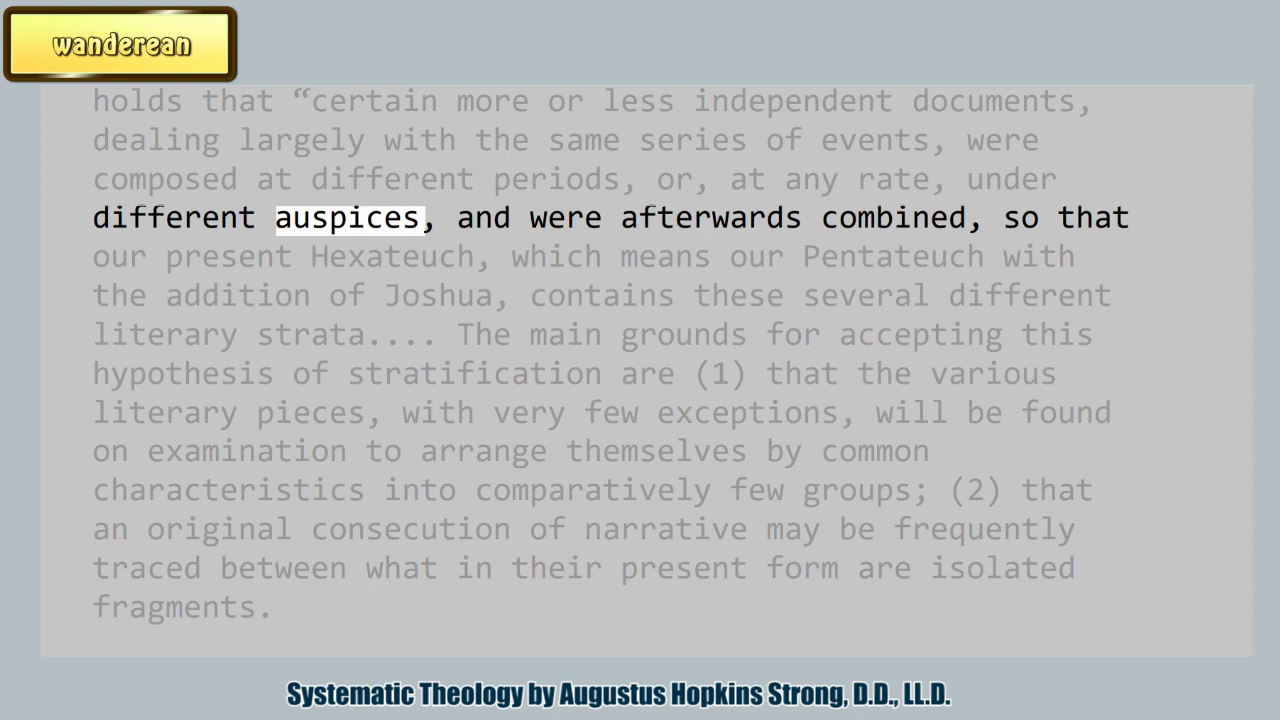 wanderean
holds that “certain more or less independent documents,
dealing largely with the same series of events, were
composed at different periods, or, at any rate, under
different auspices, and were afterwards combined, so that
our present Hexateuch, which means our Pentateuch with
the addition of Joshua, contains these several different
literary strata.... The main grounds for accepting this
hypothesis of stratification are (1) that the various
literary pieces, with very few exceptions, will be found
on examination to arrange themselves by common
characteristics into comparatively few groups; (2) that
an original consecution of narrative may be frequently
traced between what in their present form are isolated
fragments.
Systematic Theology by Augustus Hopkins Strong, D.D., LL.D.